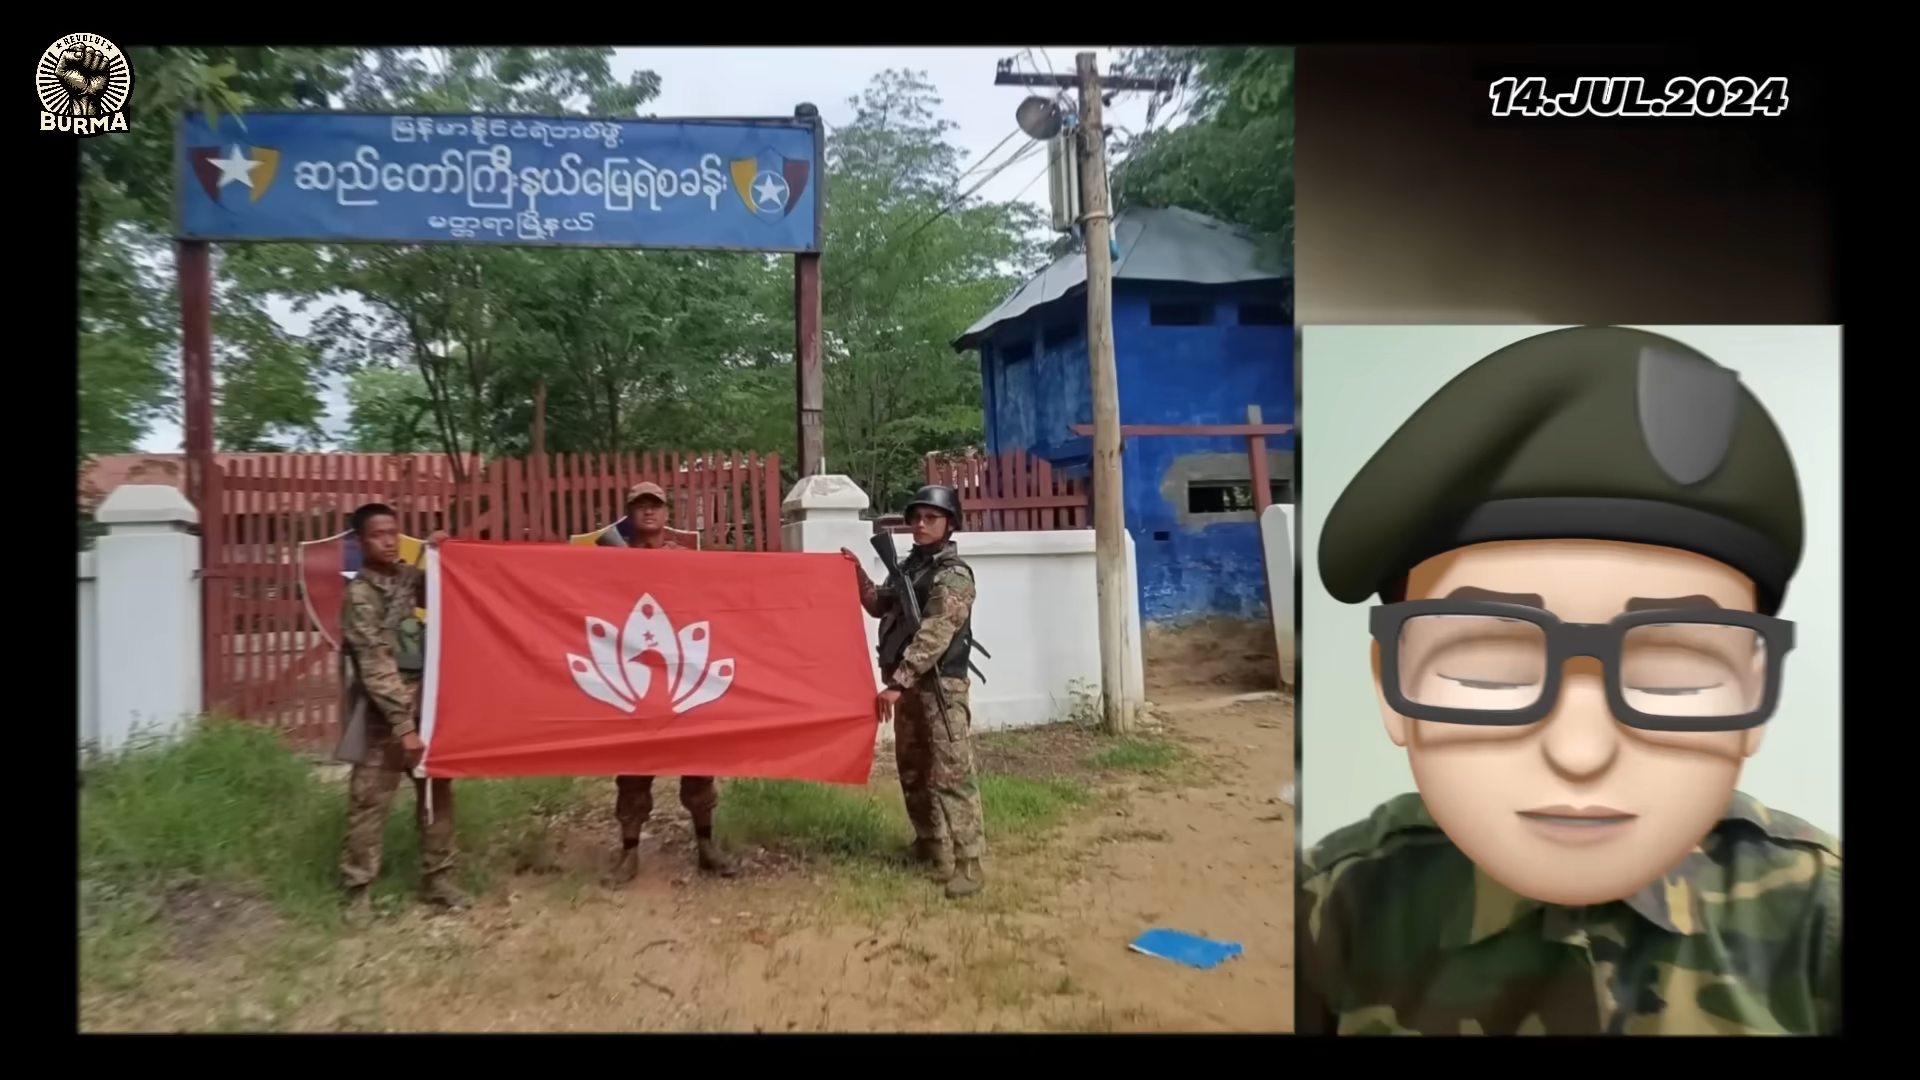 REVOLUT
BURMA
14.JUL.2024
မြန်မာနိုင်ငံရဲတပ်ဖွဲ့
ဆည်တော်ကြီးနယ်မြေရဲစခန်း
မတ္တရာမြို့နယ်